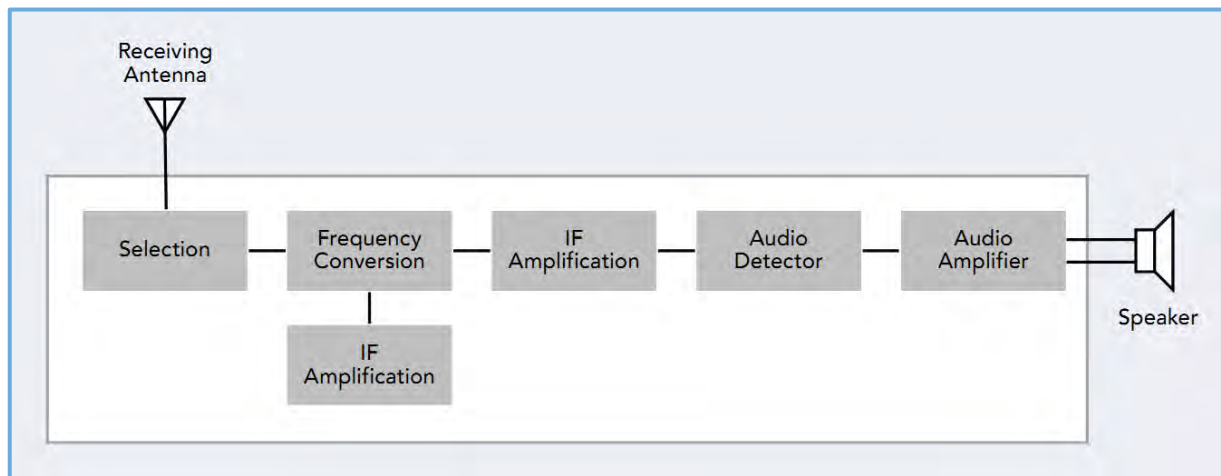 Receiving
Antenna
Selection
Frequency
Conversion
IF
Amplification
Audio
Detector
Audio
Amplifier
IF
Amplification
Speaker